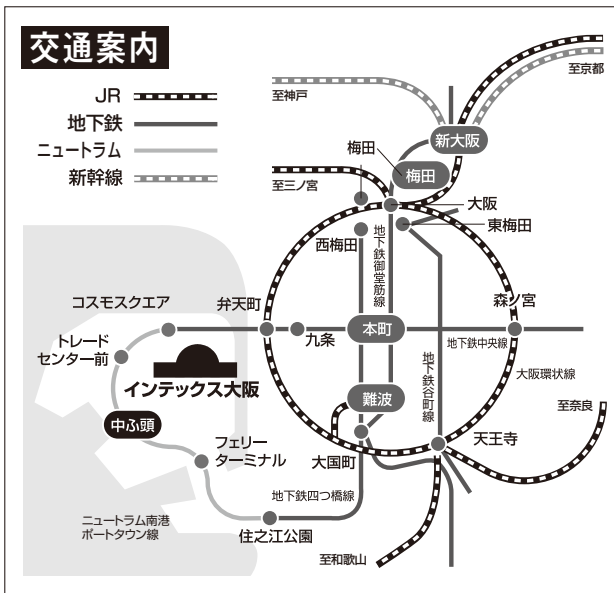 交通案内
JR
地下鉄
ニュートラム
新幹線
至神戸
至京都
新大阪
梅田
梅田
至三ノ宮
大阪
東梅田
西梅田
地下鉄御堂筋線
コスモスクエア
弁天町
森ノ宮
トレード
センター前
九条
本町
地下鉄中央線
インテックス大阪
地下鉄谷町線
大阪環状線
難波
至奈良
中ふ頭
フェリー
ターミナル
大国町
天王寺
地下鉄四つ橋線
ニュートラム南港
ポートタウン線
住之江公園
至和歌山